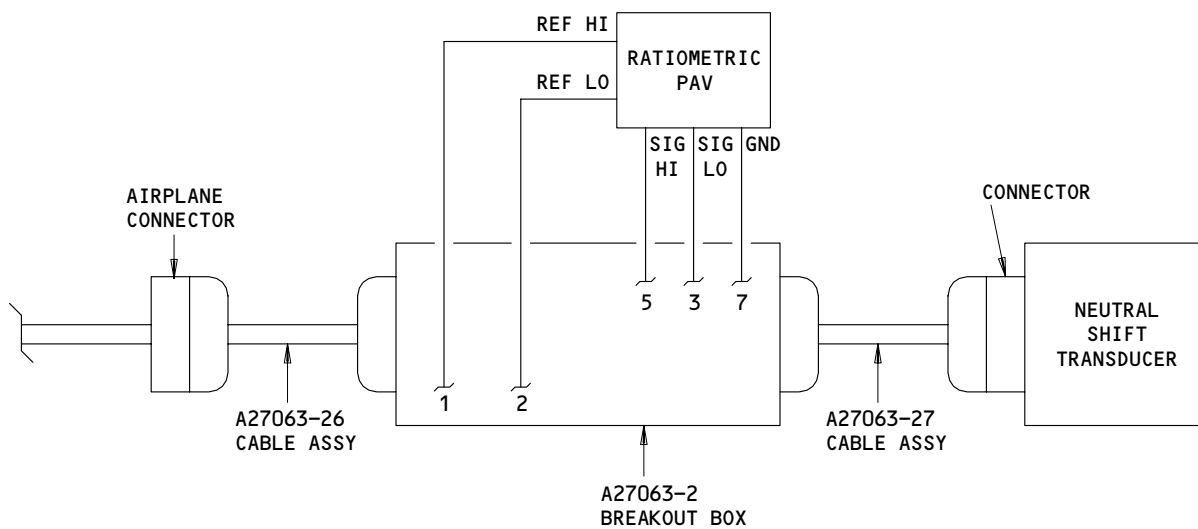 REF HI
RATIOMETRIC
PAV
REF LO
SIG
HI
SIG
LO
GND
AIRPLANE
CONNECTOR
CONNECTOR
5 3 7
NEUTRAL
SHIFT
TRANSDUCER
1 2
A27063-26
CABLE ASSY
A27063-27
CABLE ASSY
A27063-2
BREAKOUT BOX